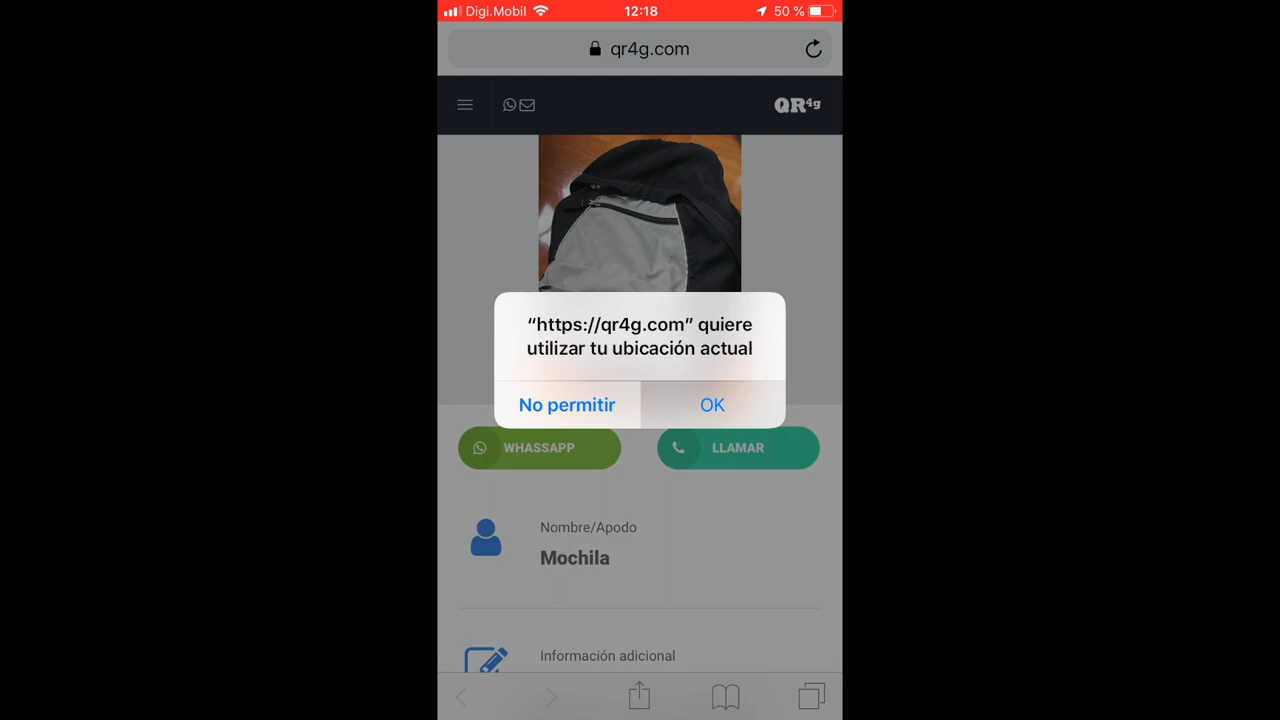 Digi.Mobil 12:18 50 %
qr4g.com
QR4g
“https://qr4g.com” quiere
utilizar tu ubicación actual
No permitir OK
WHASSAPP LLAMAR
Nombre/Apodo
Mochila
Información adicional